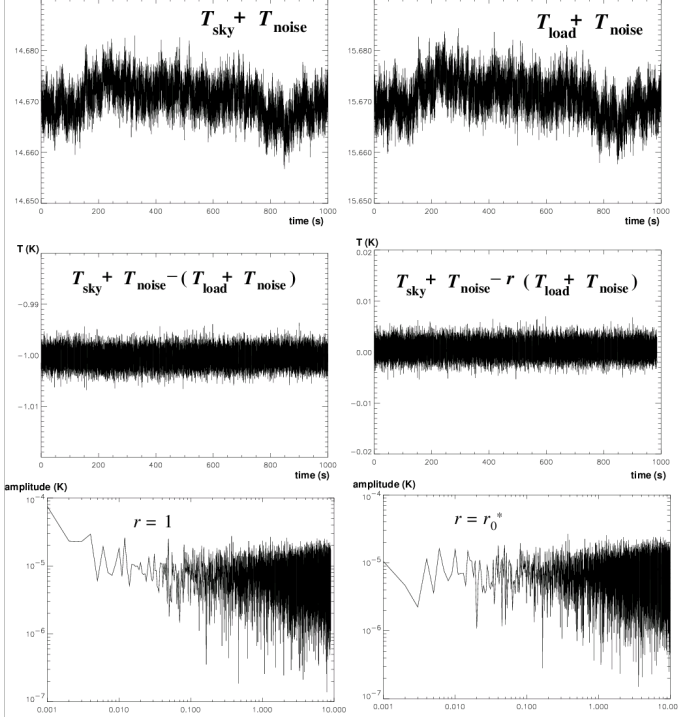 T_sky + T_noise
14.680
14.670
14.660
14.650
0 200 400 600 800 1000
time (s)
T_load + T_noise
15.680
15.670
15.660
15.650
0 200 400 600 800 1000
time (s)
T (K)
T_sky + T_noise − ( T_load + T_noise )
−0.99
−1.00
−1.01
0 200 400 600 800 1000
time (s)
T (K)
T_sky + T_noise − r ( T_load + T_noise )
0.02
0.01
0.00
−0.01
−0.02
0 200 400 600 800 1000
time (s)
amplitude (K)
r = 1
10^−4
10^−5
10^−6
10^−7
0.001 0.010 0.100 1.000 10.000
amplitude (K)
r = r_0^*
10^−4
10^−5
10^−6
10^−7
0.001 0.010 0.100 1.000 10.00